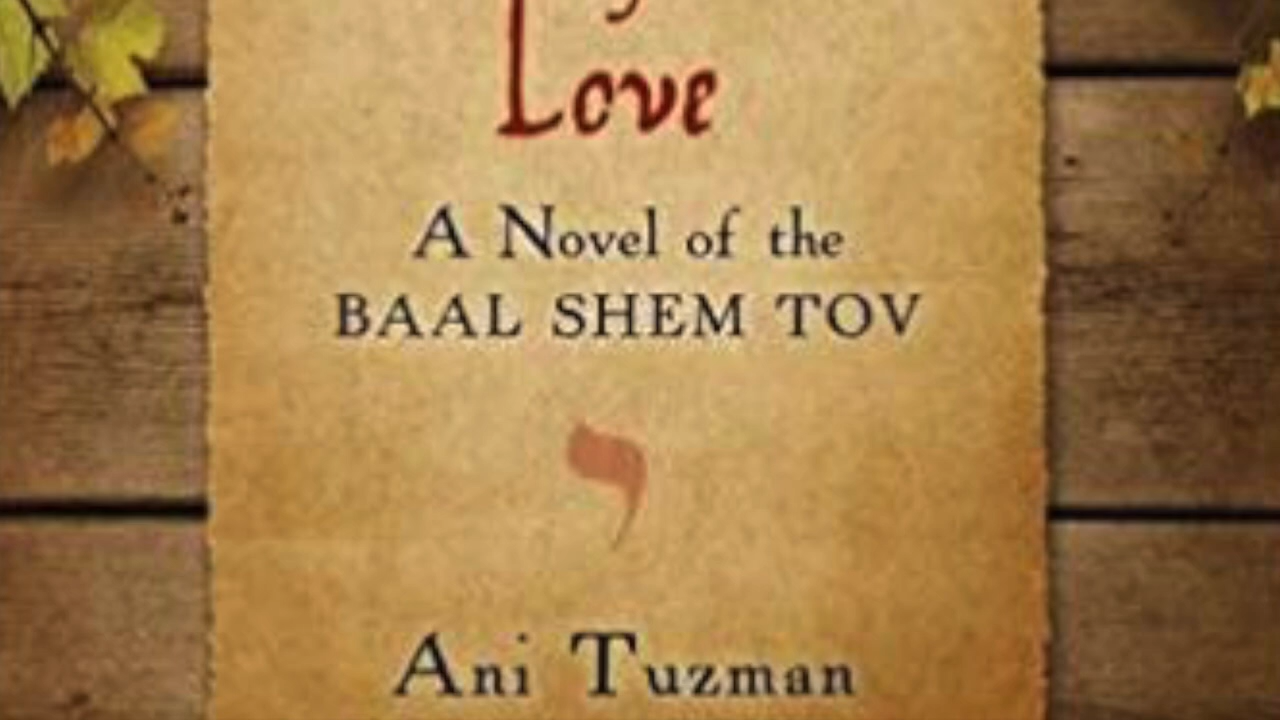 Love
A Novel of the
BAAL SHEM TOV
י
Ani Tuzman